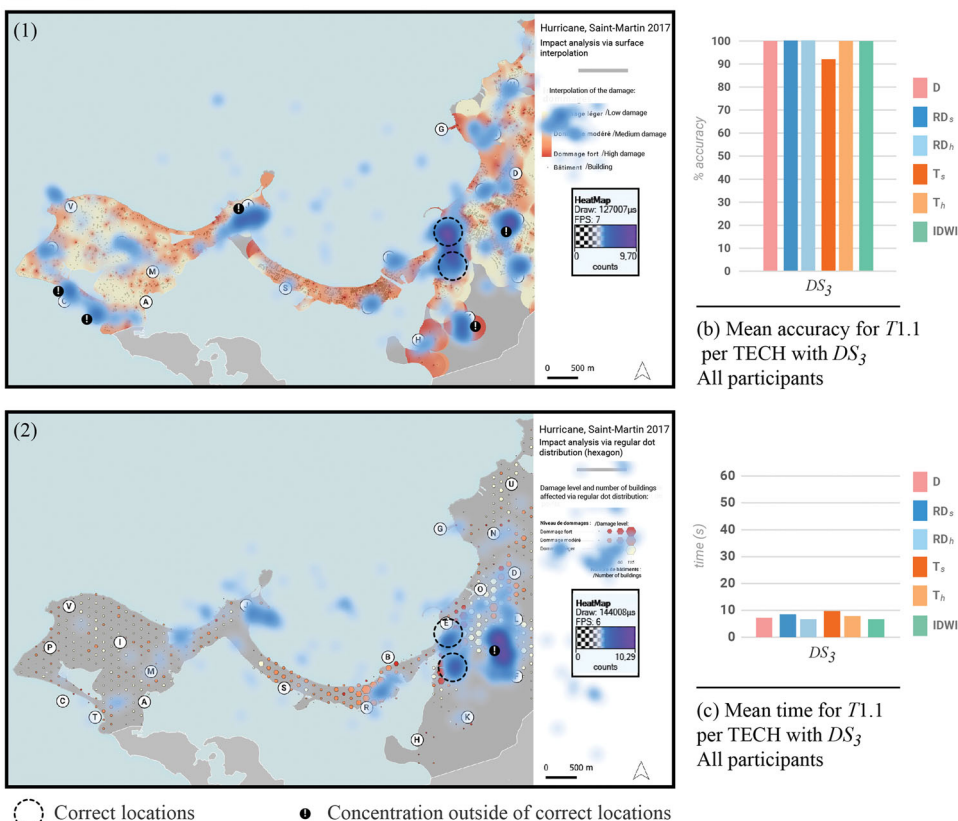 (1)
Hurricane, Saint-Martin 2017
Impact analysis via surface
interpolation
Interpolation of the damage:
léger /Low damage
modéré /Medium damage
Dommage fort /High damage
Bâtiment /Building
HeatMap
Draw: 127007µs
FPS: 7
0 9,70
counts
0 500 m
G
D
V
M
A
S
H
!
!
!
!
!
(2)
Hurricane, Saint-Martin 2017
Impact analysis via regular dot
distribution (hexagon)
Damage level and number of buildings
affected via regular dot distribution:
Niveau de dommages : /Damage level:
Dommage fort
Dommage modéré
/Number of buildings
HeatMap
Draw: 144008µs
FPS: 6
0 10,29
counts
0 500 m
U
G
N
D
O
V
J
E
L
P
I
B
M
S
C
A
R
T
K
H
!
Correct locations
! Concentration outside of correct locations
% accuracy
100
90
80
70
60
50
40
30
20
10
0
DS3
D
RDs
RDh
Ts
Th
IDWI
(b) Mean accuracy for T1.1
per TECH with DS3
All participants
time (s)
60
50
40
30
20
10
0
DS3
D
RDs
RDh
Ts
Th
IDWI
(c) Mean time for T1.1
per TECH with DS3
All participants